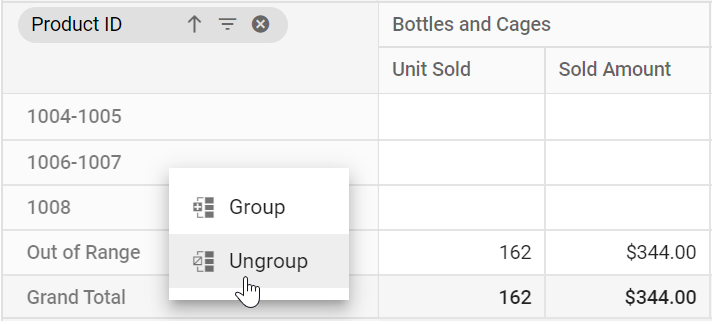 Product ID
Bottles and Cages
Unit Sold
Sold Amount
1004-1005
1006-1007
1008
Group
Out of Range
162
$344.00
Ungroup
Grand Total
162
$344.00